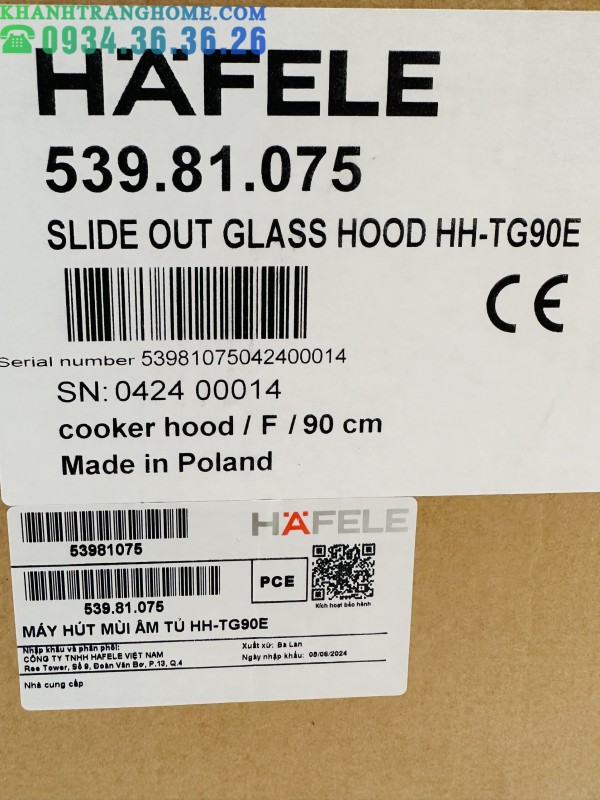 KHANHTRANGHOME.COM
☎0934.36.36.26
HÄFELE
539.81.075
SLIDE OUT GLASS HOOD HH-TG90E
CE
Serial number 53981075042400014
SN: 0424 00014
cooker hood / F / 90 cm
Made in Poland
HÄFELE
53981075
539.81.075
PCE
Kích hoạt bảo hành
MÁY HÚT MÙI ÂM TỦ HH-TG90E
Nhập khẩu và phân phối:
CÔNG TY TNHH HAFELE VIỆT NAM
Ree Tower, Số 9, Đoàn Văn Bơ, P.13, Q.4
Xuất xứ: Ba Lan
Ngày nhập khẩu: 05/06/2024
Nhà cung cấp